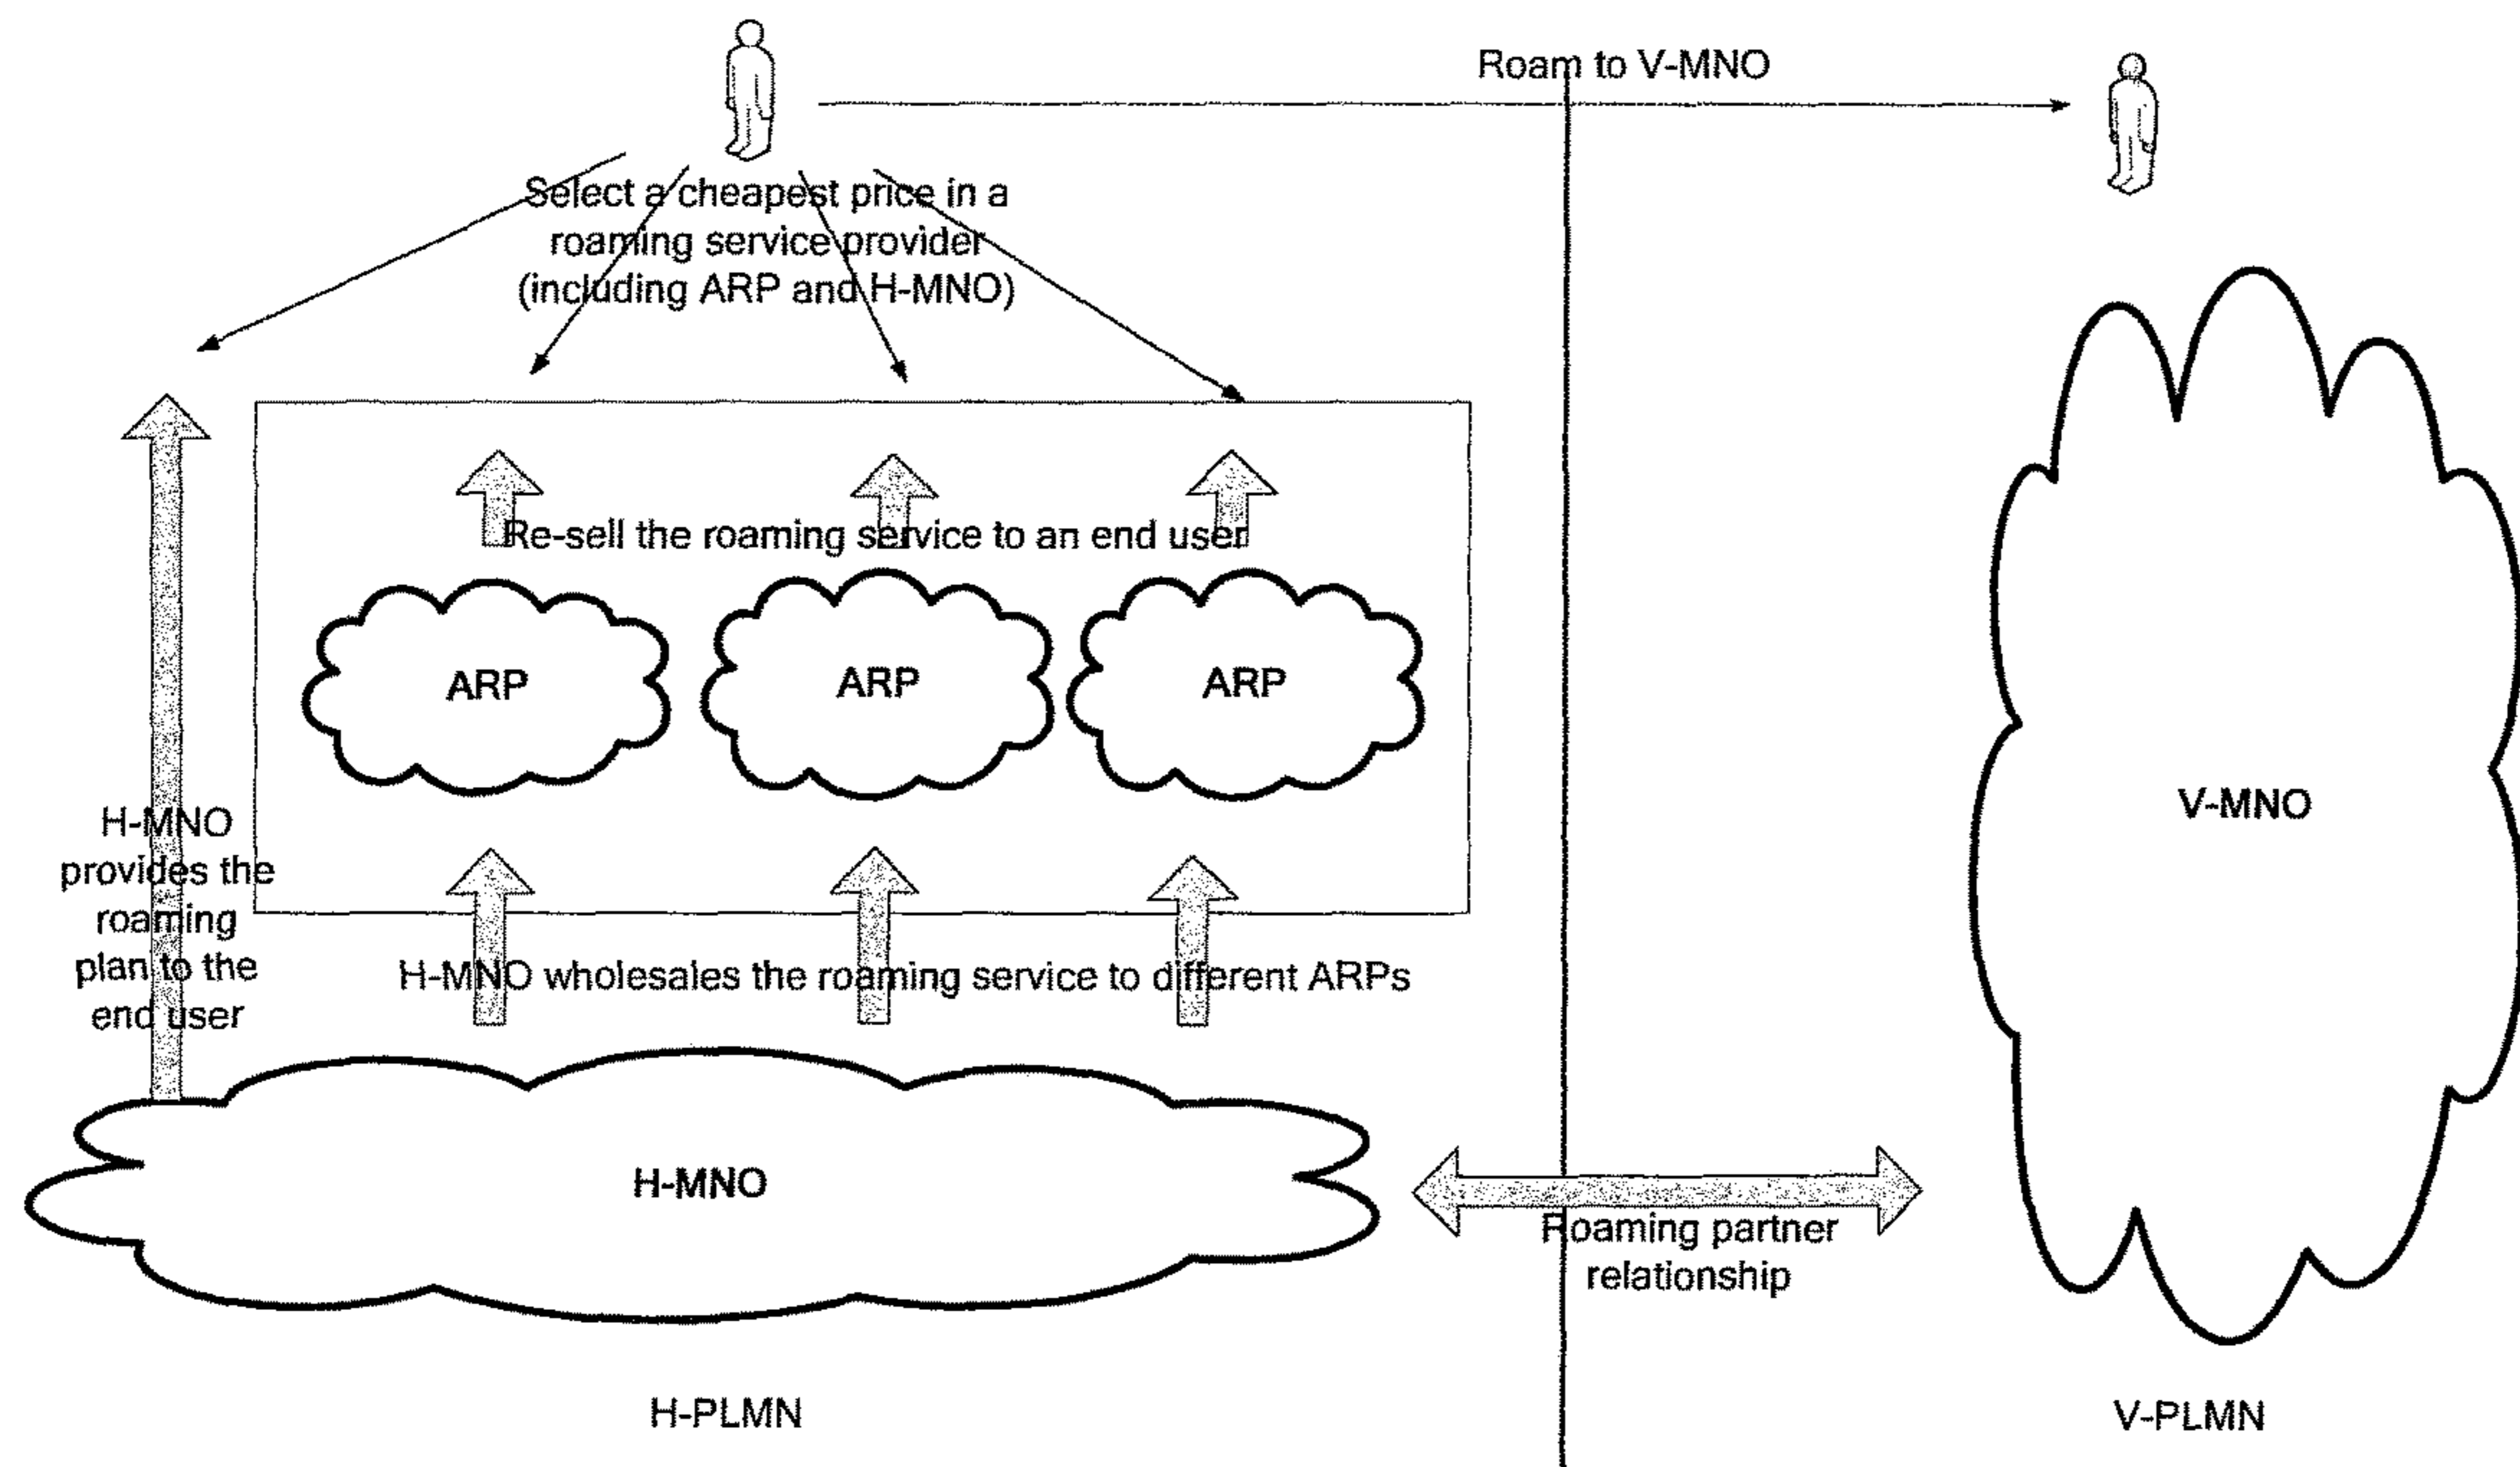 Roam to V-MNO
Select a cheapest price in a
roaming service provider
(including ARP and H-MNO)
Re-sell the roaming service to an end user
ARP
ARP
ARP
V-MNO
H-MNO
provides the
roaming
plan to the
end user
H-MNO wholesales the roaming service to different ARPs
H-MNO
Roaming partner
relationship
H-PLMN
V-PLMN